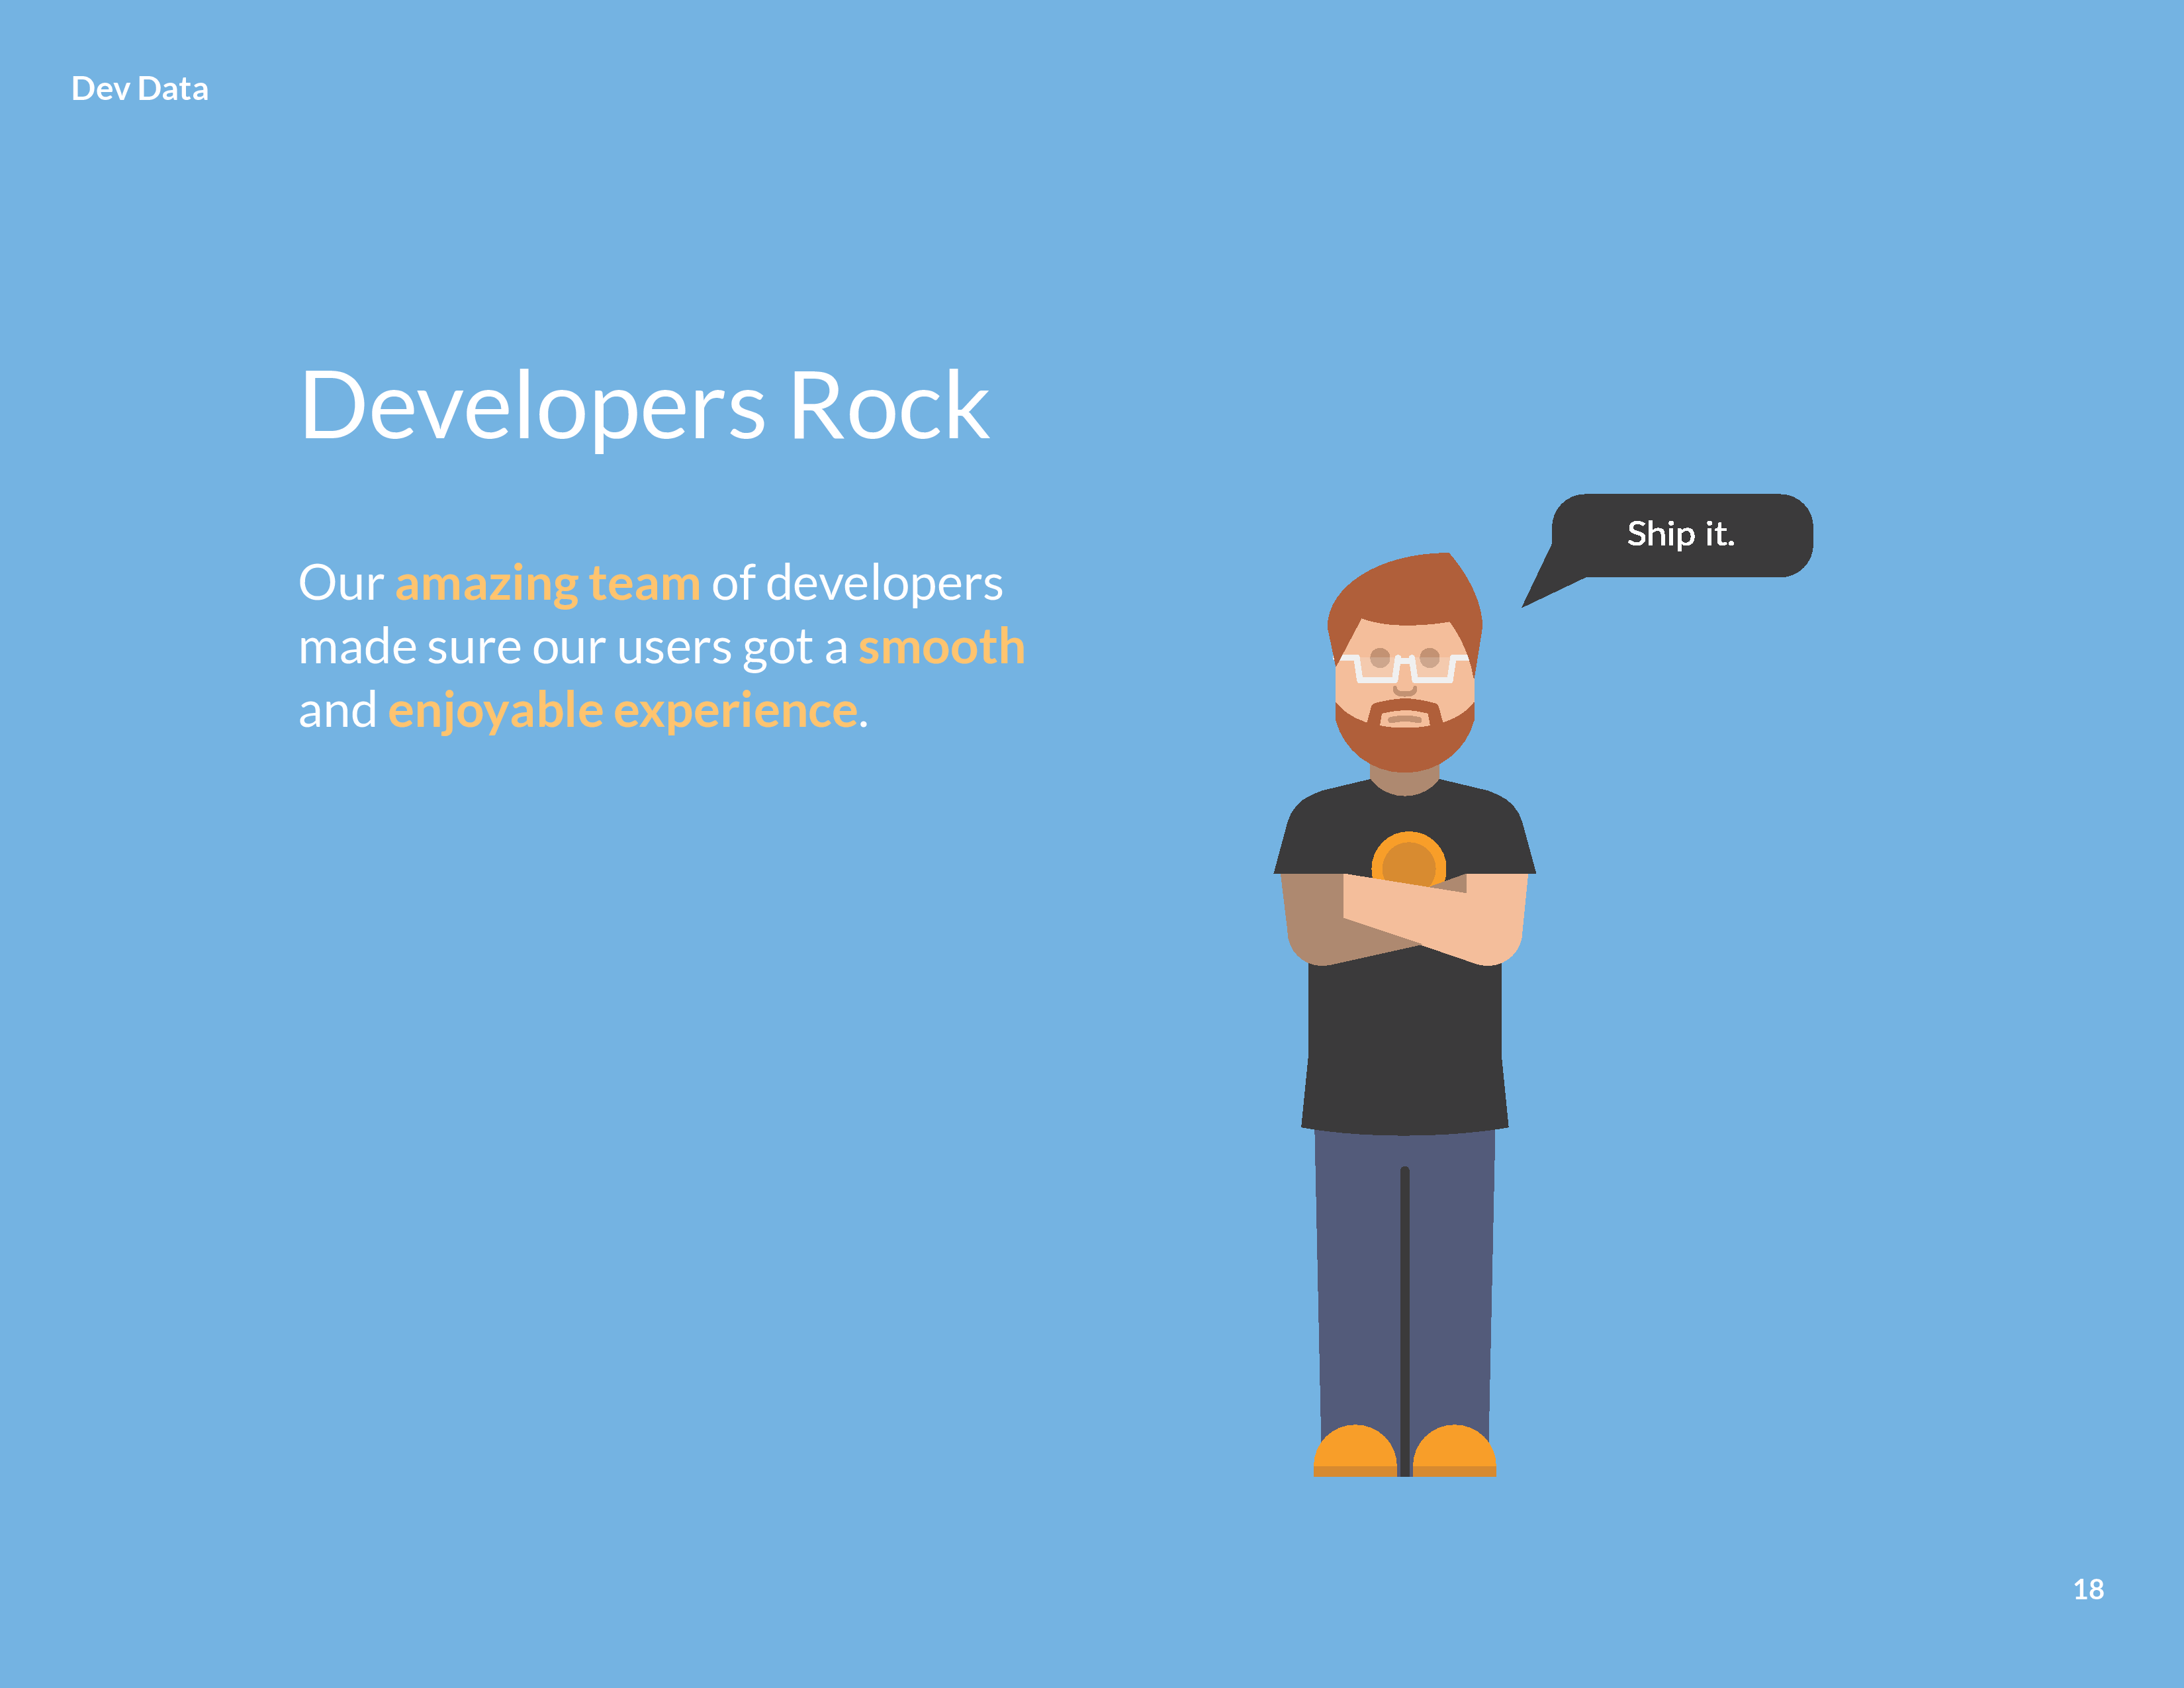 Dev Data
Developers Rock
Our amazing team of developers
made sure our users got a smooth
and enjoyable experience.
Ship it.
18